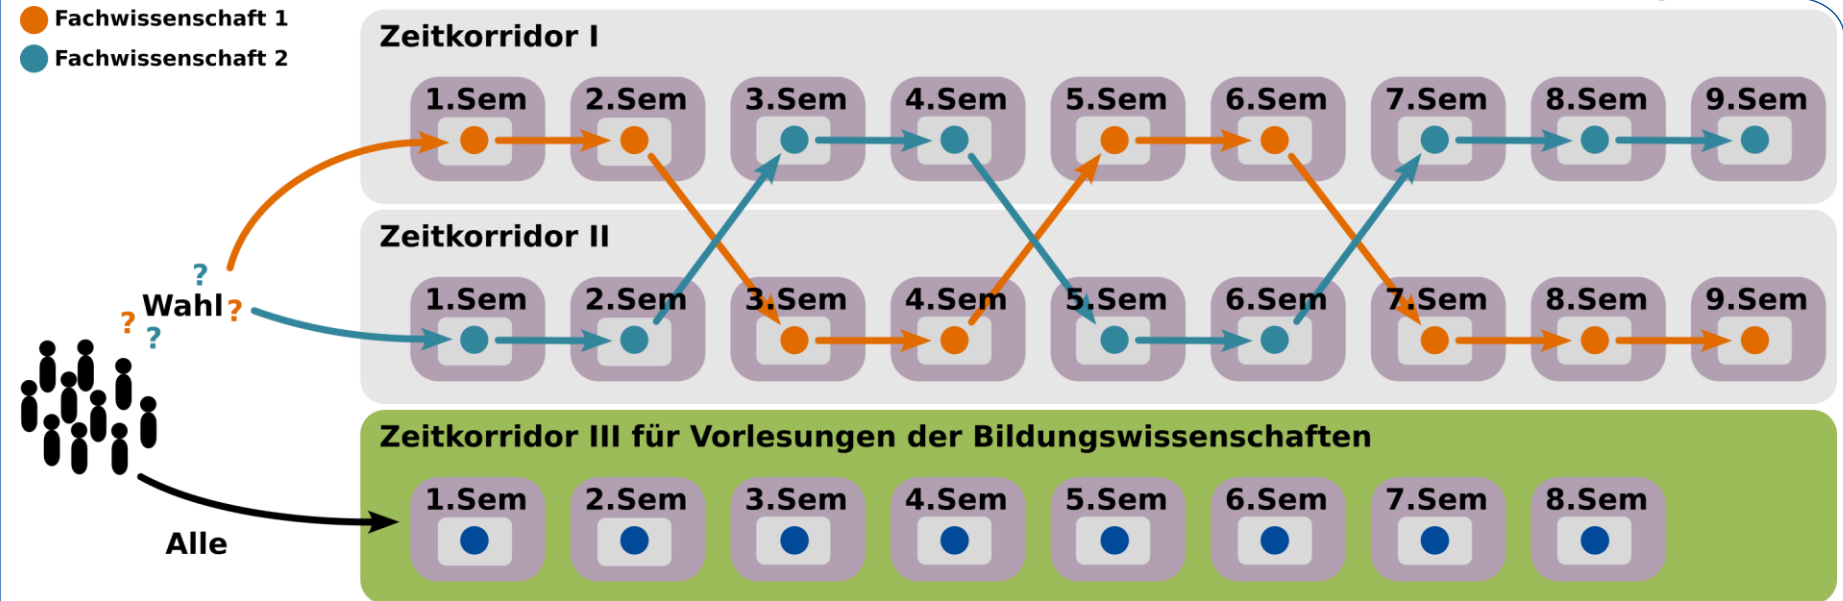 Fachwissenschaft 1
Fachwissenschaft 2
Zeitkorridor I
1.Sem 2.Sem 3.Sem 4.Sem 5.Sem 6.Sem 7.Sem 8.Sem 9.Sem
Zeitkorridor II
1.Sem 2.Sem 3.Sem 4.Sem 5.Sem 6.Sem 7.Sem 8.Sem 9.Sem
?
Wahl ?
? ?
Zeitkorridor III für Vorlesungen der Bildungswissenschaften
1.Sem 2.Sem 3.Sem 4.Sem 5.Sem 6.Sem 7.Sem 8.Sem
Alle